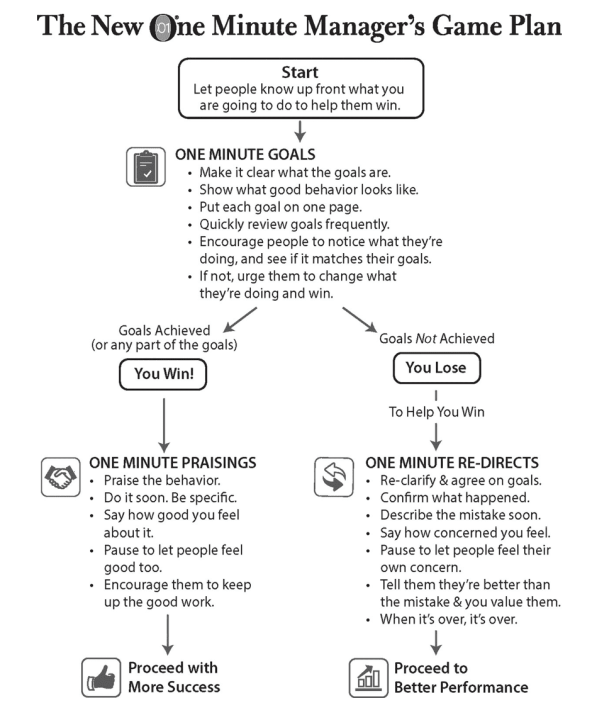 The New One Minute Manager's Game Plan
Start
Let people know up front what you
are going to do to help them win.
ONE MINUTE GOALS
• Make it clear what the goals are.
• Show what good behavior looks like.
• Put each goal on one page.
• Quickly review goals frequently.
• Encourage people to notice what they're
doing, and see if it matches their goals.
• If not, urge them to change what
they're doing and win.
Goals Achieved
(or any part of the goals)
You Win!
ONE MINUTE PRAISINGS
• Praise the behavior.
• Do it soon. Be specific.
• Say how good you feel
about it.
• Pause to let people feel
good too.
• Encourage them to keep
up the good work.
Proceed with
More Success
Goals Not Achieved
You Lose
To Help You Win
ONE MINUTE RE-DIRECTS
• Re-clarify & agree on goals.
• Confirm what happened.
• Describe the mistake soon.
• Say how concerned you feel.
• Pause to let people feel their
own concern.
• Tell them they're better than
the mistake & you value them.
• When it's over, it's over.
Proceed to
Better Performance